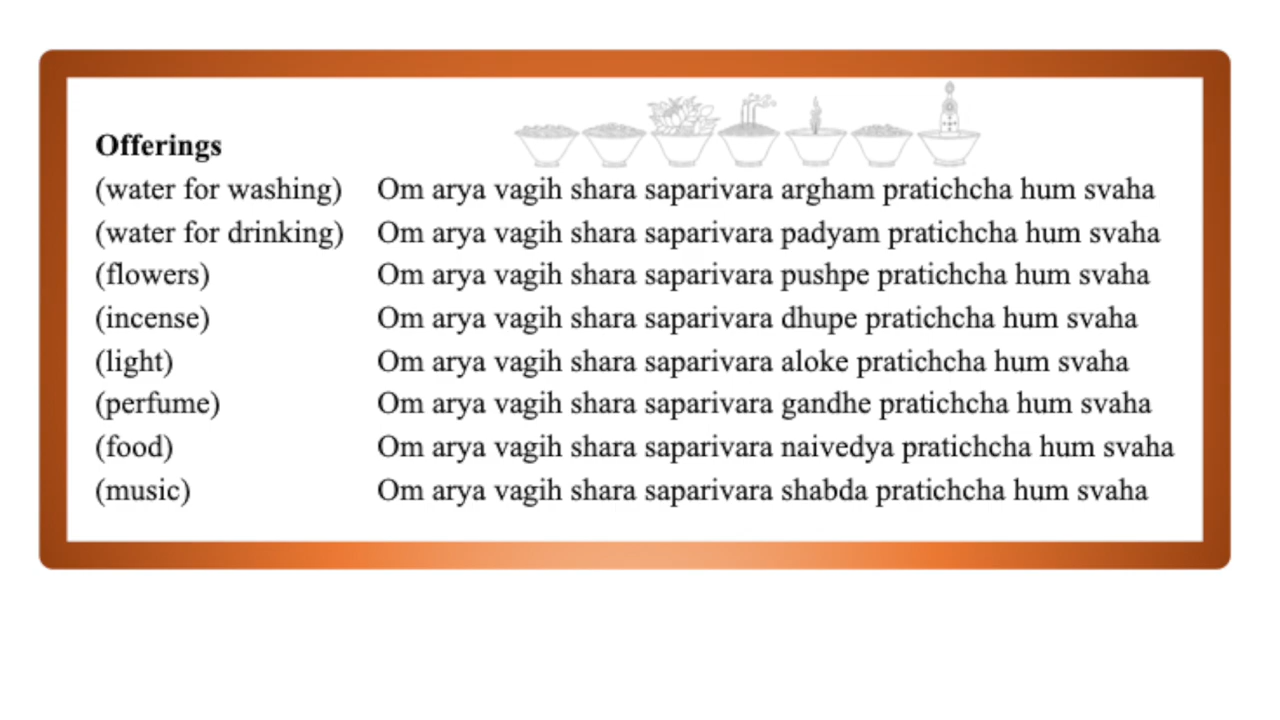 Offerings
(water for washing) Om arya vagih shara saparivara argham pratichcha hum svaha
(water for drinking) Om arya vagih shara saparivara padyam pratichcha hum svaha
(flowers) Om arya vagih shara saparivara pushpe pratichcha hum svaha
(incense) Om arya vagih shara saparivara dhupe pratichcha hum svaha
(light) Om arya vagih shara saparivara aloke pratichcha hum svaha
(perfume) Om arya vagih shara saparivara gandhe pratichcha hum svaha
(food) Om arya vagih shara saparivara naivedya pratichcha hum svaha
(music) Om arya vagih shara saparivara shabda pratichcha hum svaha